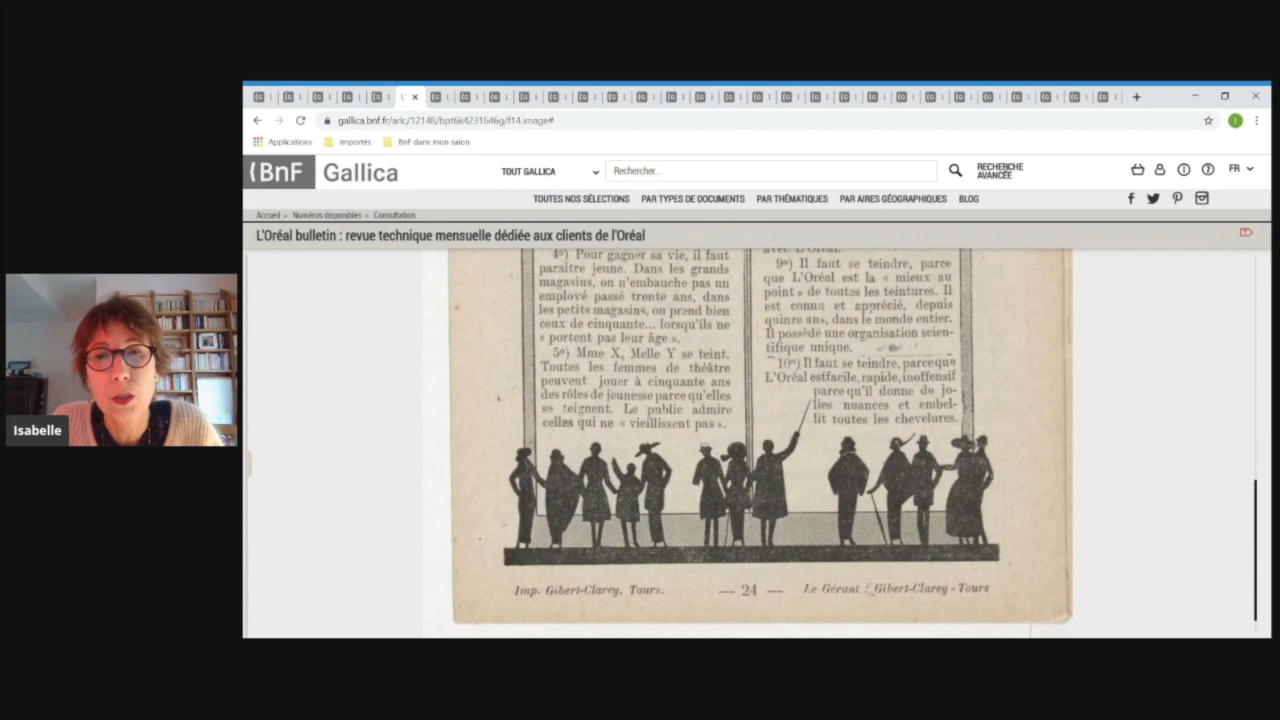 gallica.bnf.fr/ark:/12148/bpt6k4231646g/f14.image#
Applications
Importés
BnF dans mon salon
BnF Gallica
TOUT GALLICA
Rechercher...
RECHERCHE
AVANCÉE
FR
TOUTES NOS SÉLECTIONS PAR TYPES DE DOCUMENTS PAR THÉMATIQUES PAR AIRES GÉOGRAPHIQUES BLOG
Accueil > Numéros disponibles > Consultation
L'Oréal bulletin : revue technique mensuelle dédiée aux clients de l'Oréal
4º) Pour gagner sa vie, il faut
paraître jeune. Dans les grands
magasins, on n'embauche pas un
employé passé trente ans, dans
les petits magasins, on prend bien
ceux de cinquante... lorsqu'ils ne
« portent pas leur âge ».
5º) Mme X, Melle Y se teint.
Toutes les femmes de théâtre
peuvent jouer à cinquante ans
des rôles de jeunesse parce qu'elles
se teignent. Le public admire
celles qui ne « vieillissent pas ».
avec L'Oréal.
9º) Il faut se teindre, parce
que L'Oréal est la « mieux au
point » de toutes les teintures. Il
est connu et apprécié, depuis
quinze ans, dans le monde entier.
Il possède une organisation scien-
tifique unique.
10º) Il faut se teindre, parce que
L'Oréal est facile, rapide, inoffensif
parce qu'il donne de jo-
lies nuances et embel-
lit toutes les chevelures.
Imp. Gibert-Clarey, Tours.
— 24 —
Le Gérant : Gibert-Clarey - Tours
Isabelle